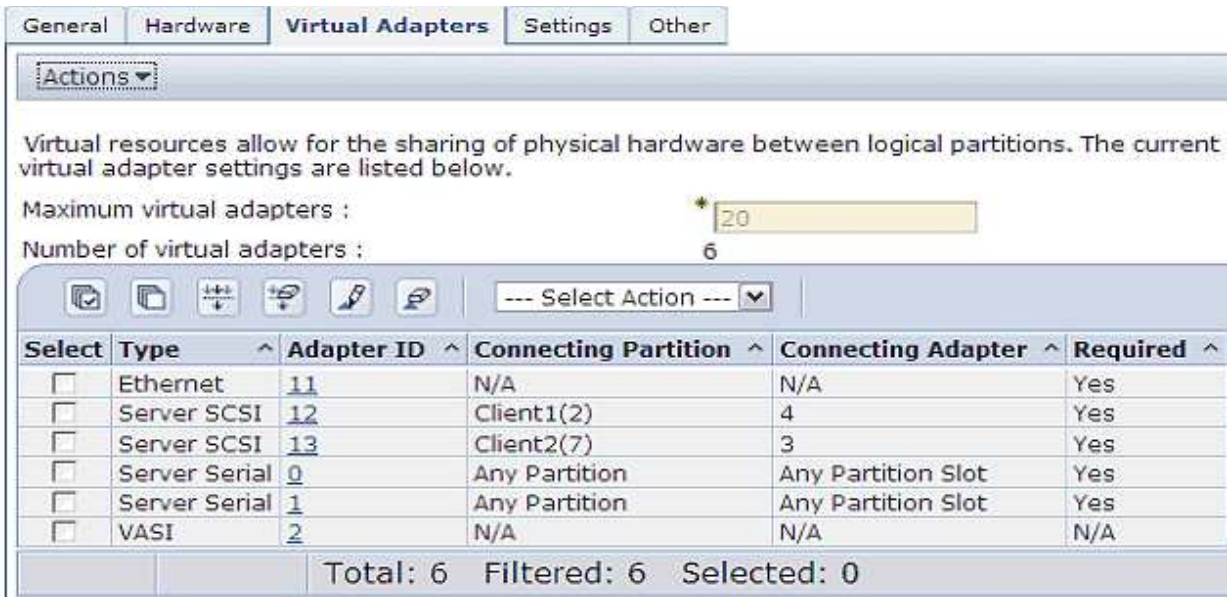 General Hardware Virtual Adapters Settings Other
Actions
Virtual resources allow for the sharing of physical hardware between logical partitions. The current
virtual adapter settings are listed below.
Maximum virtual adapters : * 20
Number of virtual adapters : 6
--- Select Action ---
Select Type ^ Adapter ID ^ Connecting Partition ^ Connecting Adapter ^ Required ^
Ethernet 11 N/A N/A Yes
Server SCSI 12 Client1(2) 4 Yes
Server SCSI 13 Client2(7) 3 Yes
Server Serial 0 Any Partition Any Partition Slot Yes
Server Serial 1 Any Partition Any Partition Slot Yes
VASI 2 N/A N/A N/A
Total: 6 Filtered: 6 Selected: 0